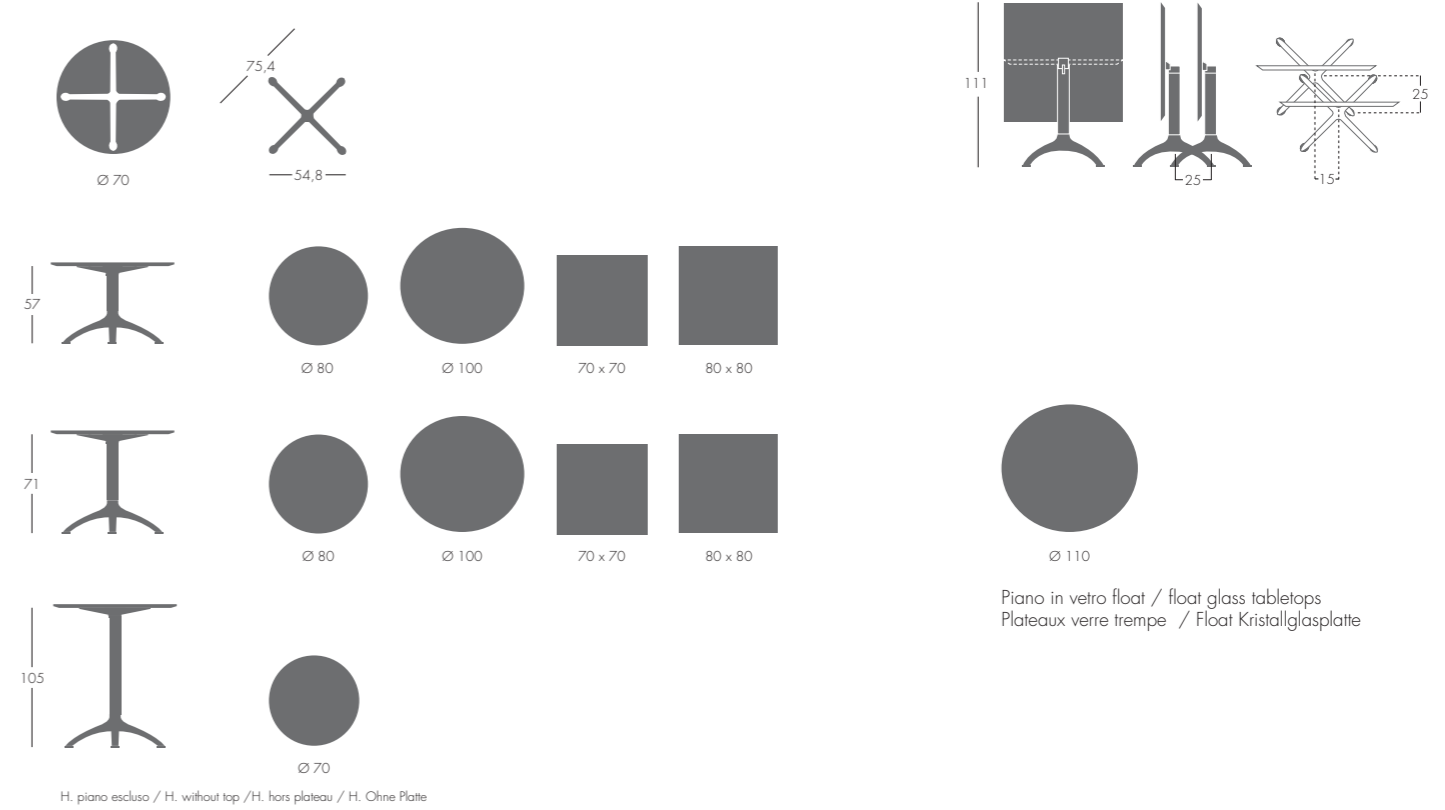 75,4
54,8
Ø 70
111
25
25
15
57
Ø 80
Ø 100
70 x 70
80 x 80
71
Ø 80
Ø 100
70 x 70
80 x 80
Ø 110
Piano in vetro float / float glass tabletops
Plateaux verre trempe / Float Kristallglasplatte
105
Ø 70
H. piano escluso / H. without top /H. hors plateau / H. Ohne Platte